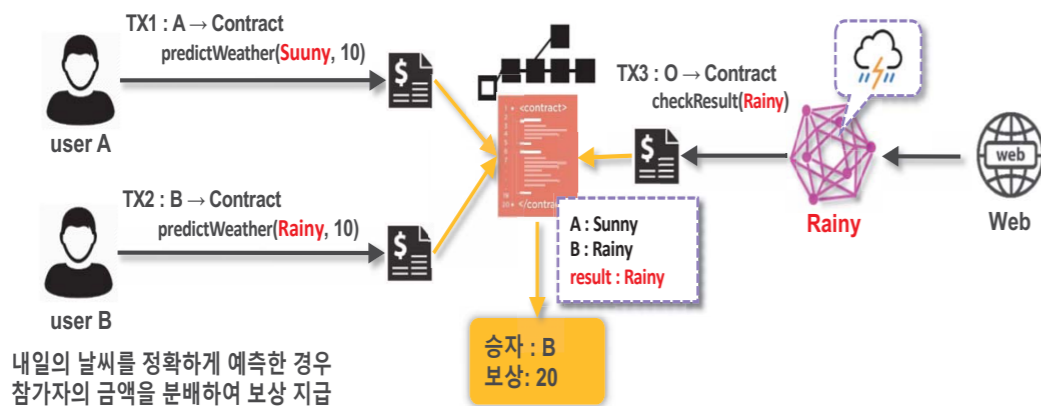 TX1 : A → Contract
predictWeather(Suuny, 10)
user A
TX2 : B → Contract
predictWeather(Rainy, 10)
user B
<contract>
</contract>
TX3 : O → Contract
checkResult(Rainy)
Rainy
web
Web
A : Sunny
B : Rainy
result : Rainy
승자 : B
보상: 20
내일의 날씨를 정확하게 예측한 경우
참가자의 금액을 분배하여 보상 지급